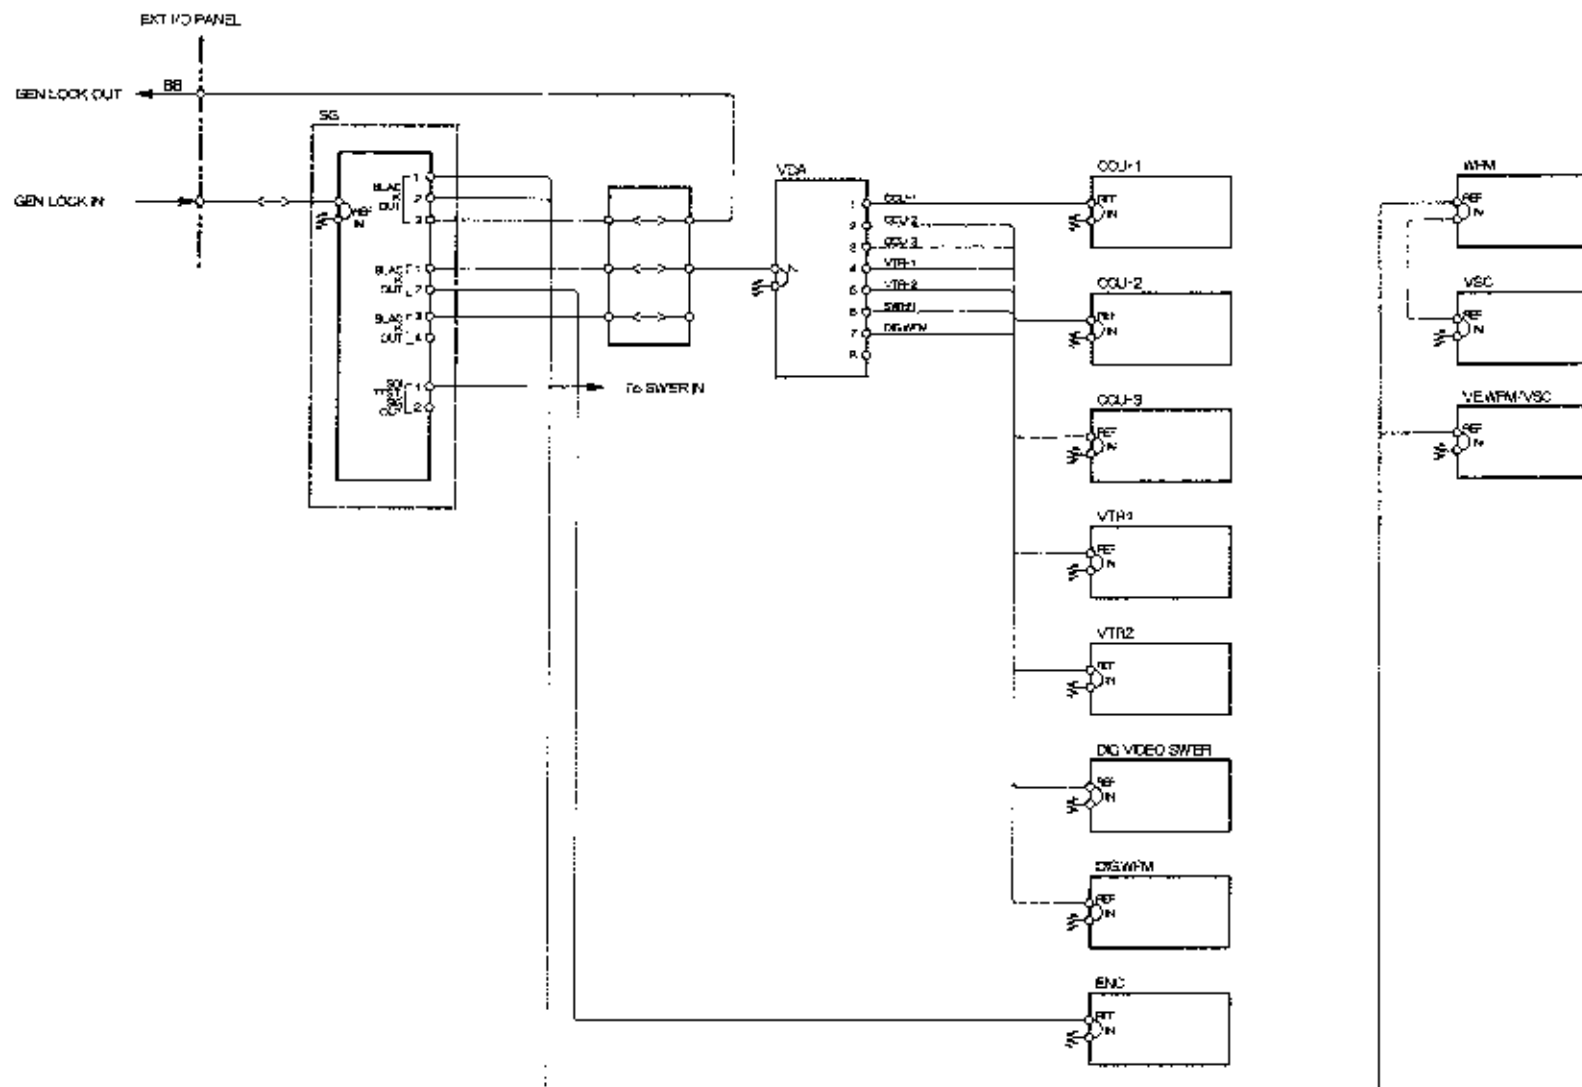 EXT I/O PANEL
GEN LOCK OUT
BB
SG
GEN LOCK IN
REF
IN
BLAC
K
OUT
1
2
3
BLAC
K
OUT
1
2
BLAC
K
OUT
3
4
1
2
To SWER IN
VDA
1
2
3
4
5
6
7
8
CCU-1
CCU-2
CCU-3
VTR-1
VTR-2
SWER
DIG.WFM
CCU-1
REF
IN
CCU-2
REF
IN
CCU-3
REF
IN
VTR1
REF
IN
VTR2
REF
IN
DIG VIDEO SWER
REF
IN
DIG.WFM
REF
IN
ENC
REF
IN
WFM
REF
IN
VSC
REF
IN
VE WFM/VSC
REF
IN